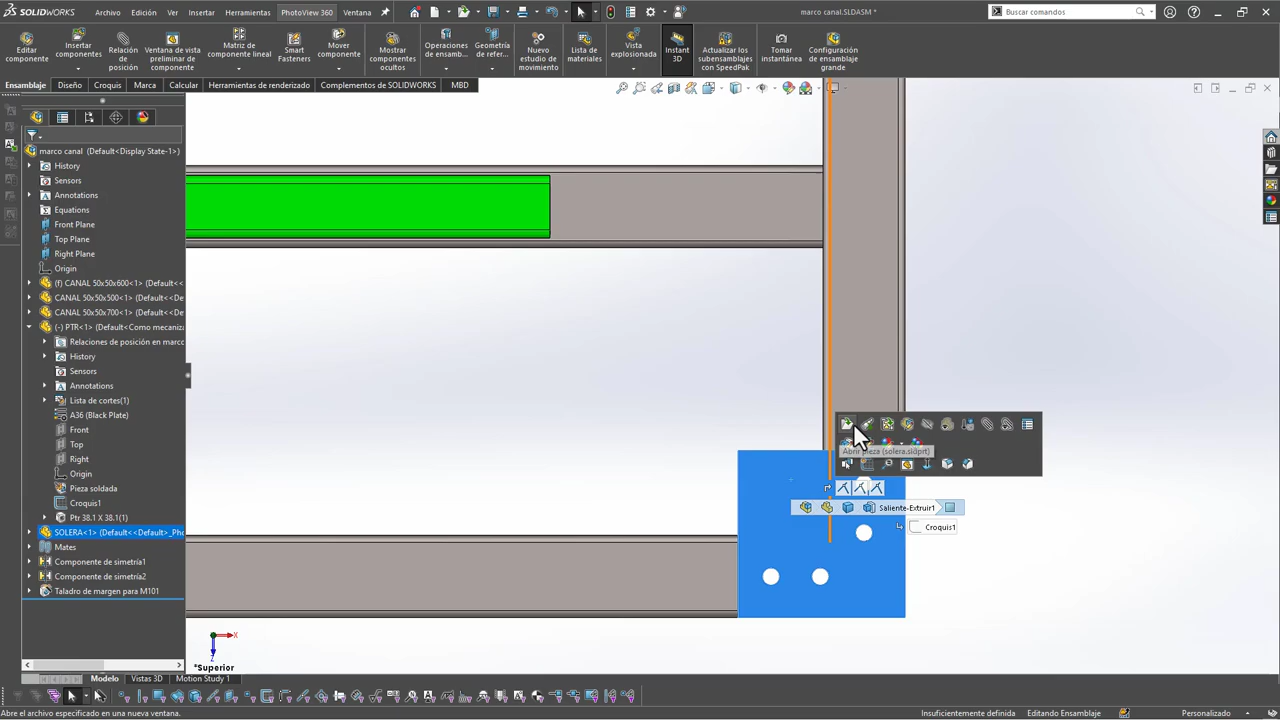 SOLIDWORKS
Archivo
Edición
Ver
Insertar
Herramientas
PhotoView 360
Ventana
marco canal.SLDASM *
Buscar comandos
Editar
componente
Insertar
componentes
Relación
de
posición
Ventana de vista
preliminar de
componente
Matriz de
componente lineal
Smart
Fasteners
Mover
componente
Mostrar
componentes
ocultos
Operaciones
de ensamb...
Geometría
de refer...
Nuevo
estudio de
movimiento
Lista de
materiales
Vista
explosionada
Instant
3D
Actualizar los
subensamblajes
con SpeedPak
Tomar
instantánea
Configuración
de ensamblaje
grande
Ensamblaje
Diseño
Croquis
Marca
Calcular
Herramientas de renderizado
Complementos de SOLIDWORKS
MBD
marco canal (Default<Display State-1>)
History
Sensors
Annotations
Equations
Front Plane
Top Plane
Right Plane
Origin
(f) CANAL 50x50x600<1> (Default<<
CANAL 50x50x500<1> (Default<<De
CANAL 50x50x700<1> (Default<<De
(-) PTR<1> (Default<Como mecaniza
Relaciones de posición en marco
History
Sensors
Annotations
Lista de cortes(1)
A36 (Black Plate)
Front
Top
Right
Origin
Pieza soldada
Croquis1
Ptr 38.1 X 38.1(1)
SOLERA<1> (Default<<Default>_Pho
Mates
Componente de simetría1
Componente de simetría2
Taladro de margen para M101
Abrir pieza (solera.sldprt)
Saliente-Extruir1
Croquis1
X
Z
*Superior
Modelo
Vistas 3D
Motion Study 1
Abre el archivo especificado en una nueva ventana.
Insuficientemente definida
Editando Ensamblaje
Personalizado